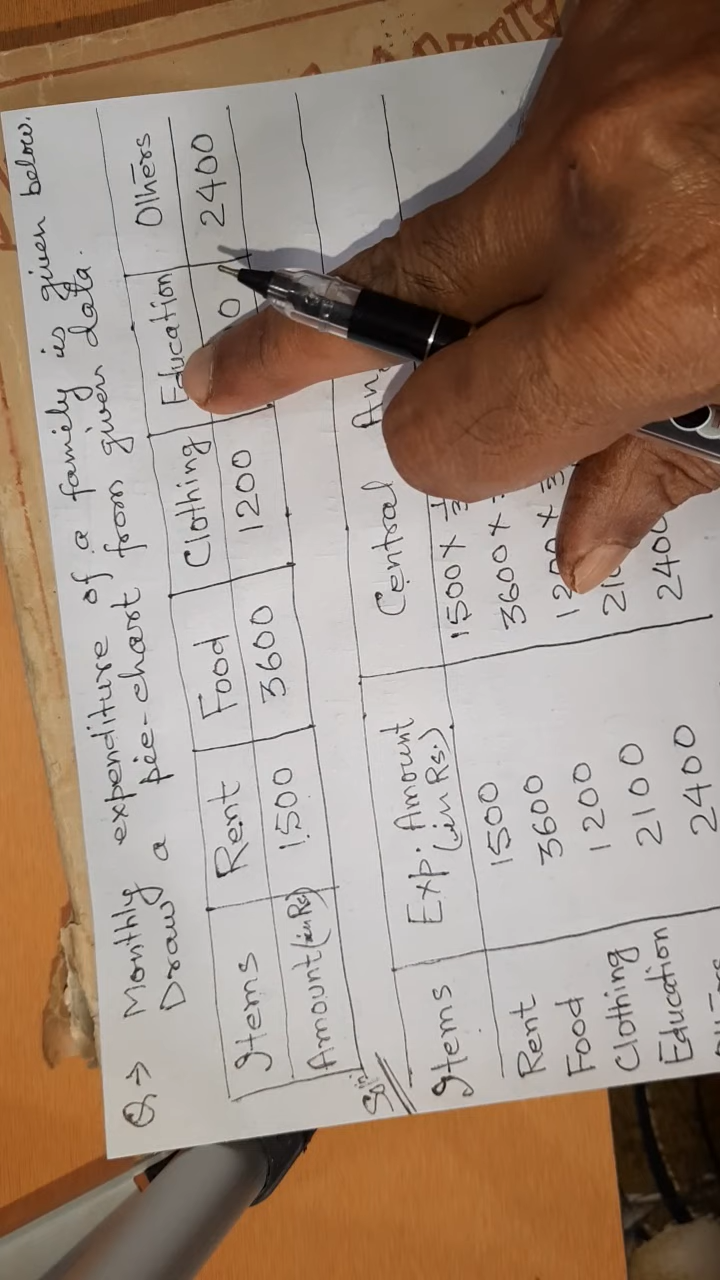 Q→ Monthly expenditure of a family is given below.
Draw a pie-chart from given data.
Items Rent Food Clothing Education Others
Amount (in Rs) 1500 3600 1200 0 2400
Soln.
Items Exp. Amount (in Rs.) Central
Rent 1500 1500 ×
Food 3600 3600 ×
Clothing 1200 ×
Education 2100
2400 2400